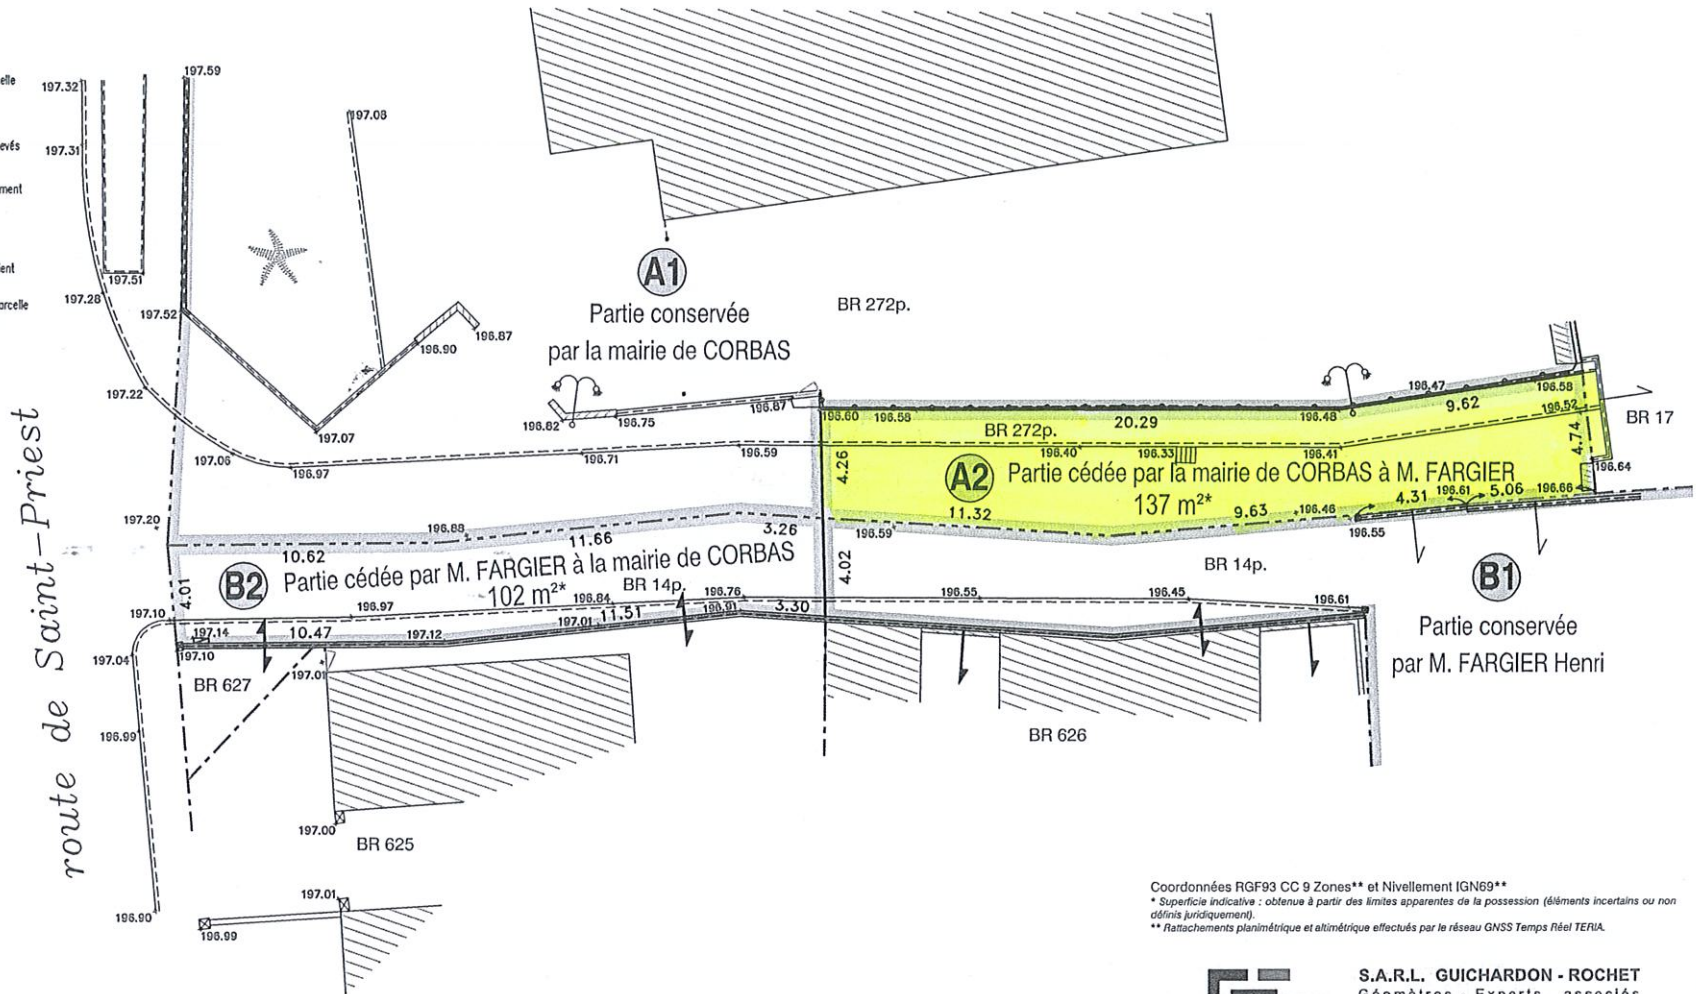 elle
evés
ment
ent
arcelle
197.32
197.59
197.08
197.31
197.51
197.28
197.52
A1
Partie conservée
par la mairie de CORBAS
BR 272p.
196.87
196.90
197.22
197.07
196.82
196.75
196.87
196.60
196.58
BR 272p.
20.29
196.48
196.47
9.62
196.58
196.52
BR 17
197.06
196.97
196.71
196.59
4.26
196.40
196.33
196.41
4.74
196.64
A2
Partie cédée par la mairie de CORBAS à M. FARGIER
137 m²*
11.32
9.63
196.46
4.31
196.61
5.06
196.66
197.20
196.88
10.62
11.66
3.26
196.59
196.55
B2
Partie cédée par M. FARGIER à la mairie de CORBAS
102 m²*
BR 14p.
4.02
BR 14p.
B1
Partie conservée
par M. FARGIER Henri
4.01
197.10
196.97
196.84
196.76
196.55
196.45
196.61
197.14
10.47
197.12
197.01
11.51
196.91
3.30
197.04
197.10
197.01
BR 627
196.99
BR 626
197.00
BR 625
197.01
196.90
196.99
route de Saint-Priest
Coordonnées RGF93 CC 9 Zones** et Nivellement IGN69**
* Superficie indicative : obtenue à partir des limites apparentes de la possession (éléments incertains ou non
définis juridiquement).
** Rattachements planimétrique et altimétrique effectués par le réseau GNSS Temps Réel TERIA.
S.A.R.L. GUICHARDON - ROCHET
Géomètres - Experts associés